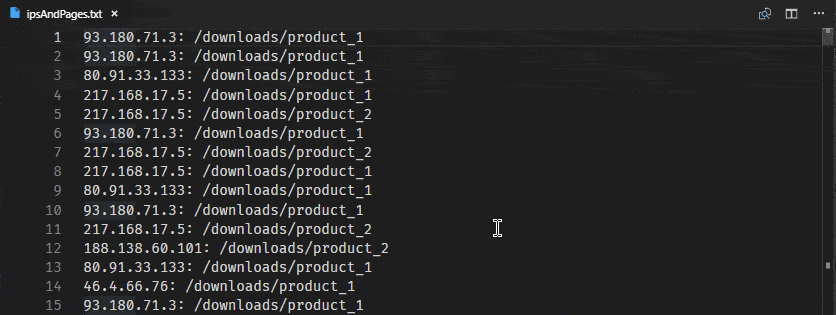 ipsAndPages.txt
1 93.180.71.3: /downloads/product_1
2 93.180.71.3: /downloads/product_1
3 80.91.33.133: /downloads/product_1
4 217.168.17.5: /downloads/product_1
5 217.168.17.5: /downloads/product_2
6 93.180.71.3: /downloads/product_1
7 217.168.17.5: /downloads/product_2
8 217.168.17.5: /downloads/product_1
9 80.91.33.133: /downloads/product_1
10 93.180.71.3: /downloads/product_1
11 217.168.17.5: /downloads/product_2
12 188.138.60.101: /downloads/product_2
13 80.91.33.133: /downloads/product_1
14 46.4.66.76: /downloads/product_1
15 93.180.71.3: /downloads/product_1